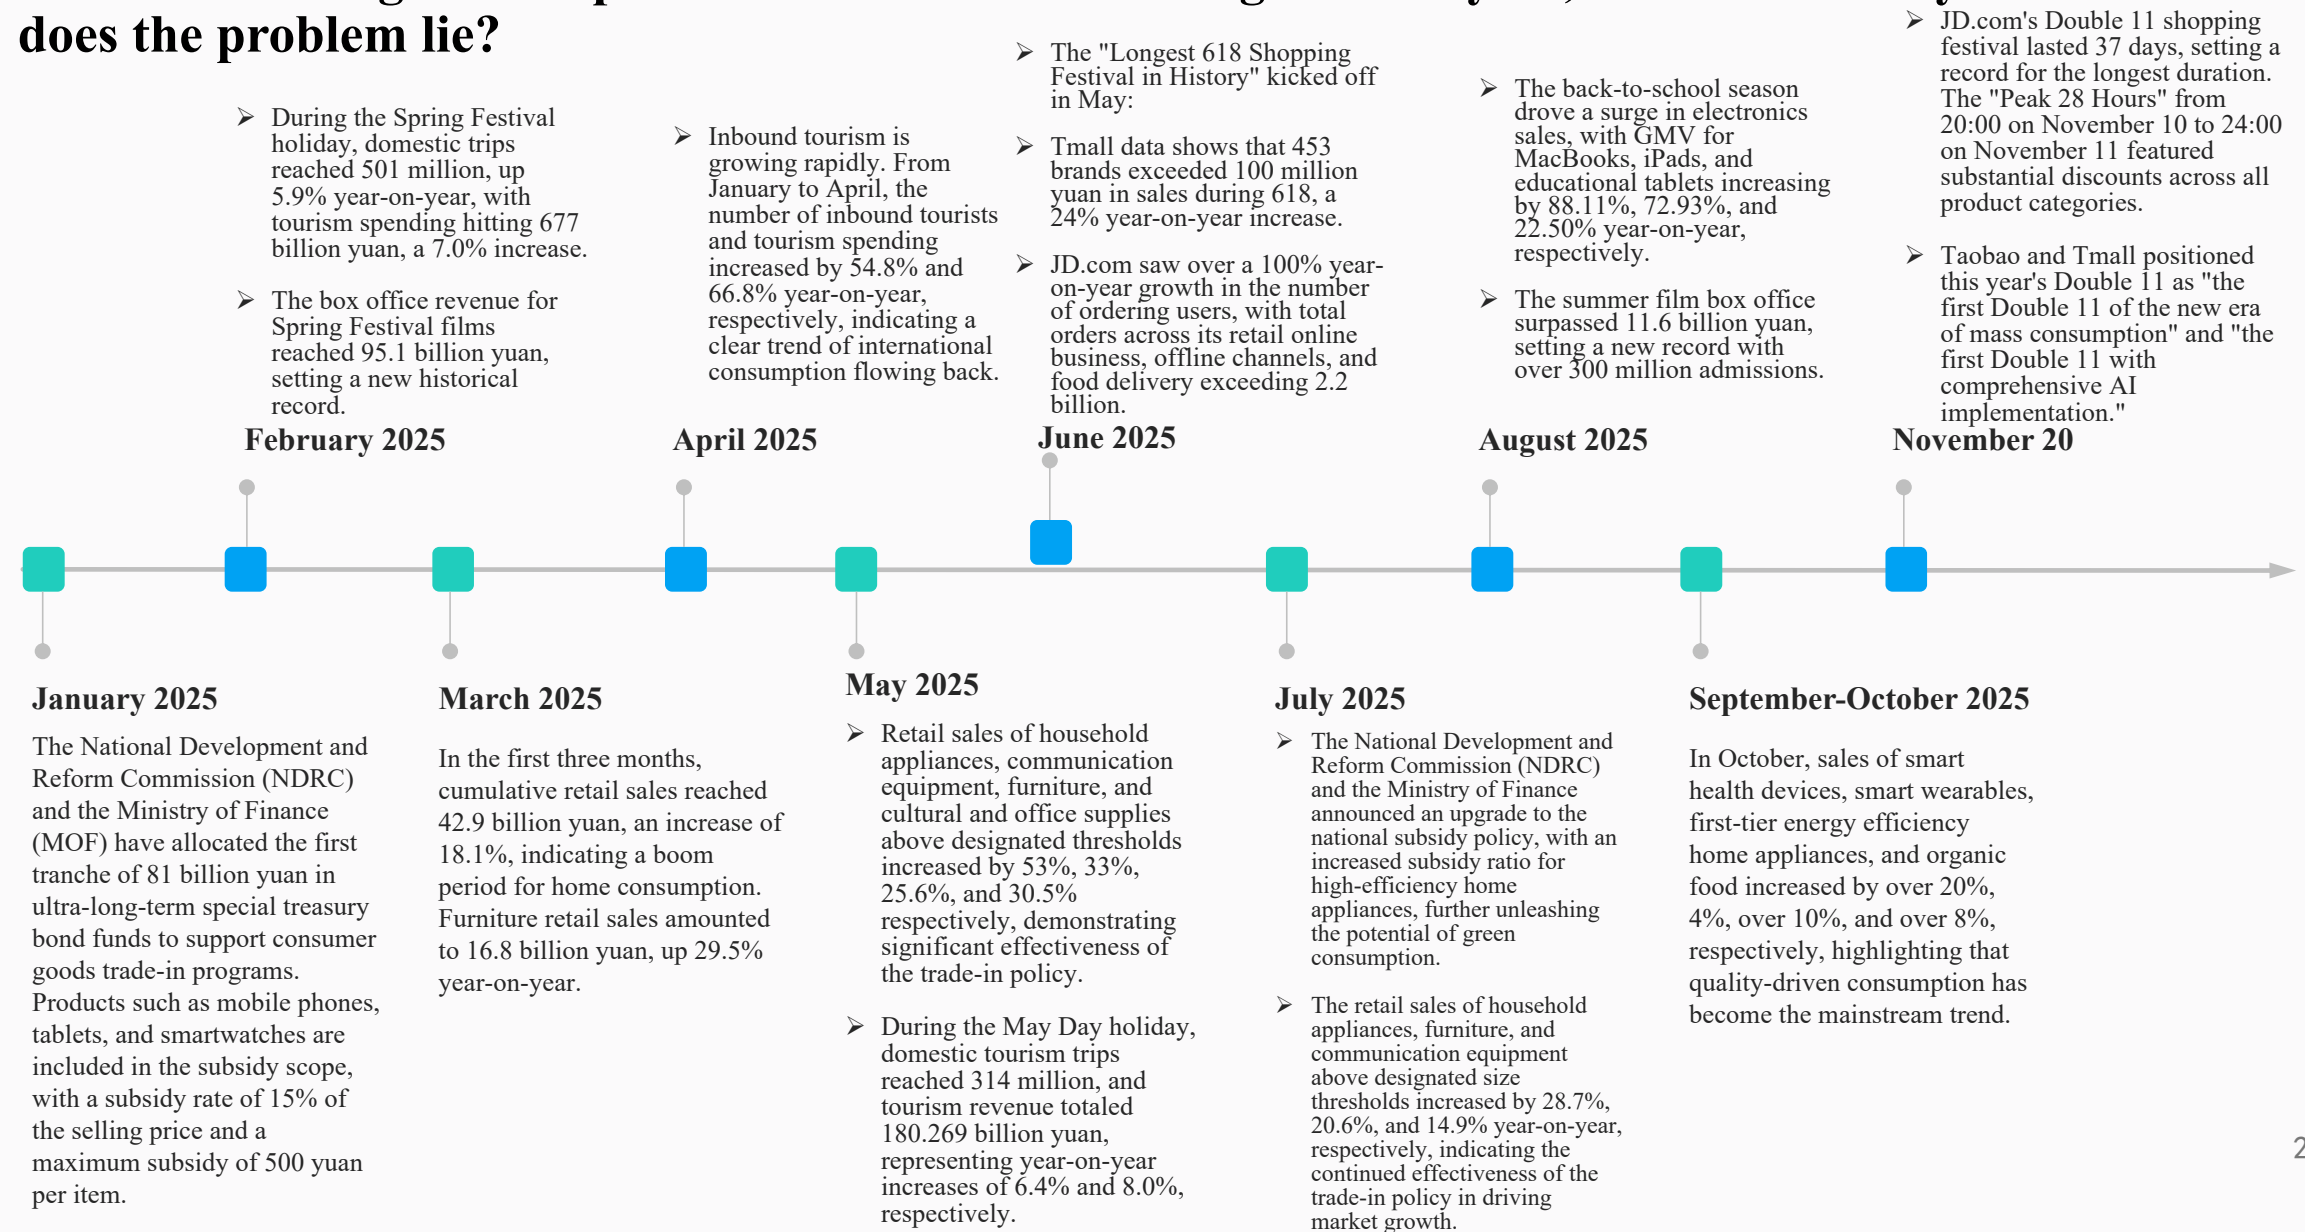 does the problem lie?
➢ During the Spring Festival
holiday, domestic trips
reached 501 million, up
5.9% year-on-year, with
tourism spending hitting 677
billion yuan, a 7.0% increase.
➢ The box office revenue for
Spring Festival films
reached 95.1 billion yuan,
setting a new historical
record.
February 2025
➢ Inbound tourism is
growing rapidly. From
January to April, the
number of inbound tourists
and tourism spending
increased by 54.8% and
66.8% year-on-year,
respectively, indicating a
clear trend of international
consumption flowing back.
April 2025
➢ The "Longest 618 Shopping
Festival in History" kicked off
in May:
➢ Tmall data shows that 453
brands exceeded 100 million
yuan in sales during 618, a
24% year-on-year increase.
➢ JD.com saw over a 100% year-
on-year growth in the number
of ordering users, with total
orders across its retail online
business, offline channels, and
food delivery exceeding 2.2
billion.
June 2025
➢ The back-to-school season
drove a surge in electronics
sales, with GMV for
MacBooks, iPads, and
educational tablets increasing
by 88.11%, 72.93%, and
22.50% year-on-year,
respectively.
➢ The summer film box office
surpassed 11.6 billion yuan,
setting a new record with
over 300 million admissions.
August 2025
➢ JD.com's Double 11 shopping
festival lasted 37 days, setting a
record for the longest duration.
The "Peak 28 Hours" from
20:00 on November 10 to 24:00
on November 11 featured
substantial discounts across all
product categories.
➢ Taobao and Tmall positioned
this year's Double 11 as "the
first Double 11 of the new era
of mass consumption" and "the
first Double 11 with
comprehensive AI
implementation."
November 20
January 2025
The National Development and
Reform Commission (NDRC)
and the Ministry of Finance
(MOF) have allocated the first
tranche of 81 billion yuan in
ultra-long-term special treasury
bond funds to support consumer
goods trade-in programs.
Products such as mobile phones,
tablets, and smartwatches are
included in the subsidy scope,
with a subsidy rate of 15% of
the selling price and a
maximum subsidy of 500 yuan
per item.
March 2025
In the first three months,
cumulative retail sales reached
42.9 billion yuan, an increase of
18.1%, indicating a boom
period for home consumption.
Furniture retail sales amounted
to 16.8 billion yuan, up 29.5%
year-on-year.
May 2025
➢ Retail sales of household
appliances, communication
equipment, furniture, and
cultural and office supplies
above designated thresholds
increased by 53%, 33%,
25.6%, and 30.5%
respectively, demonstrating
significant effectiveness of
the trade-in policy.
➢ During the May Day holiday,
domestic tourism trips
reached 314 million, and
tourism revenue totaled
180.269 billion yuan,
representing year-on-year
increases of 6.4% and 8.0%,
respectively.
July 2025
➢ The National Development and
Reform Commission (NDRC)
and the Ministry of Finance
announced an upgrade to the
national subsidy policy, with an
increased subsidy ratio for
high-efficiency home
appliances, further unleashing
the potential of green
consumption.
➢ The retail sales of household
appliances, furniture, and
communication equipment
above designated size
thresholds increased by 28.7%,
20.6%, and 14.9% year-on-year,
respectively, indicating the
continued effectiveness of the
trade-in policy in driving
market growth.
September-October 2025
In October, sales of smart
health devices, smart wearables,
first-tier energy efficiency
home appliances, and organic
food increased by over 20%,
4%, over 10%, and over 8%,
respectively, highlighting that
quality-driven consumption has
become the mainstream trend.
2